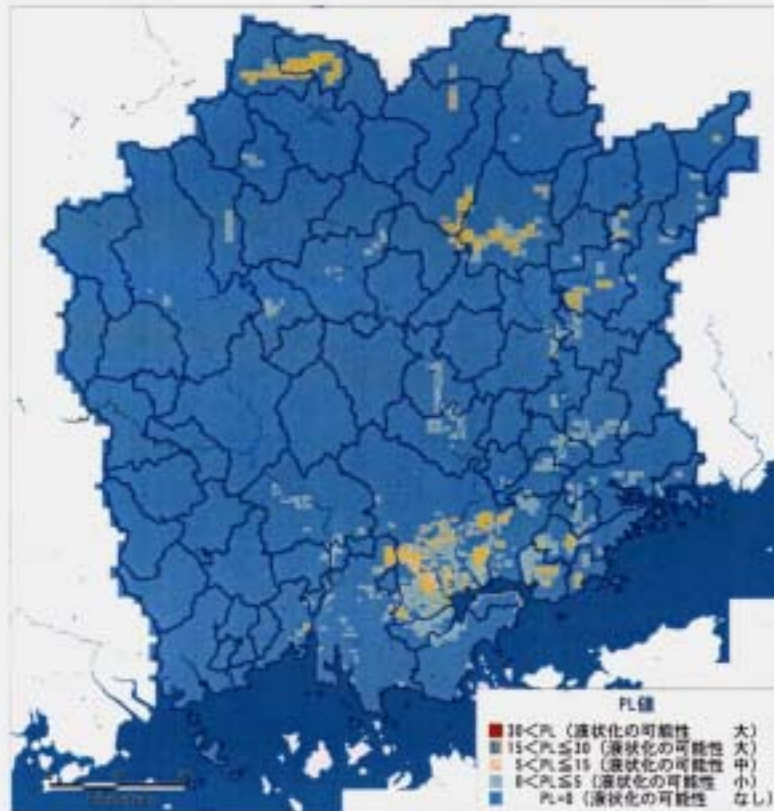 PL値
30<PL (液状化の可能性 大)
15<PL≦30 (液状化の可能性 大)
5<PL≦15 (液状化の可能性 中)
0<PL≦5 (液状化の可能性 小)
PL=0 (液状化の可能性 なし)